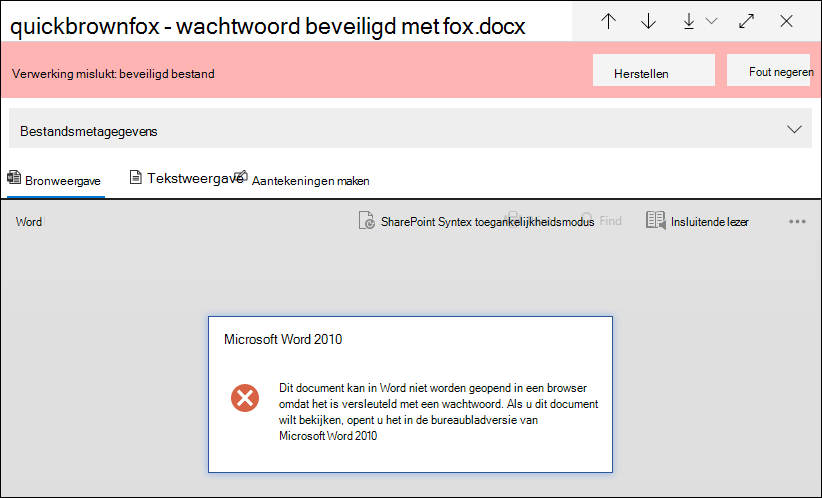 quickbrownfox - wachtwoord beveiligd met fox.docx
Verwerking mislukt: beveiligd bestand
Herstellen
Fout negeren
Bestandsmetagegevens
Bronweergave
Tekstweergave
Aantekeningen maken
Word
SharePoint Syntex toegankelijkheidsmodus
Find
Insluitende lezer
Microsoft Word 2010
Dit document kan in Word niet worden geopend in een browser
omdat het is versleuteld met een wachtwoord. Als u dit document
wilt bekijken, opent u het in de bureaubladversie van
Microsoft Word 2010